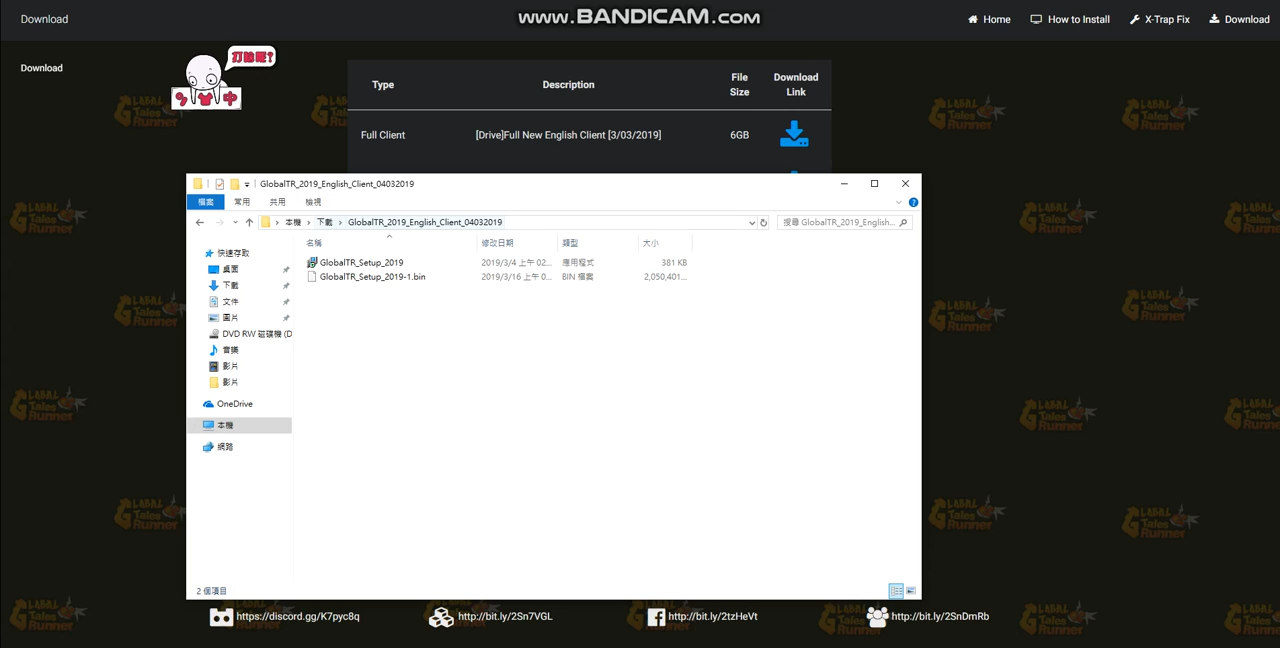 Download
www.BANDICAM.com
Home
How to Install
X-Trap Fix
Download
Download
打臉呢?
Type
Description
File Size
Download Link
Full Client
[Drive]Full New English Client [3/03/2019]
6GB
GlobalTR_2019_English_Client_04032019
檔案
常用
共用
檢視
本機 > 下載 > GlobalTR_2019_English_Client_04032019
搜尋 GlobalTR_2019_English...
名稱
修改日期
類型
大小
GlobalTR_Setup_2019
2019/3/4 上午 02...
應用程式
381 KB
GlobalTR_Setup_2019-1.bin
2019/3/16 上午 0...
BIN 檔案
2,050,401...
快速存取
桌面
下載
文件
圖片
DVD RW 磁碟機 (D
音樂
影片
影片
OneDrive
本機
網路
2 個項目
https://discord.gg/K7pyc8q
http://bit.ly/2Sn7VGL
http://bit.ly/2tzHeVt
http://bit.ly/2SnDmRb